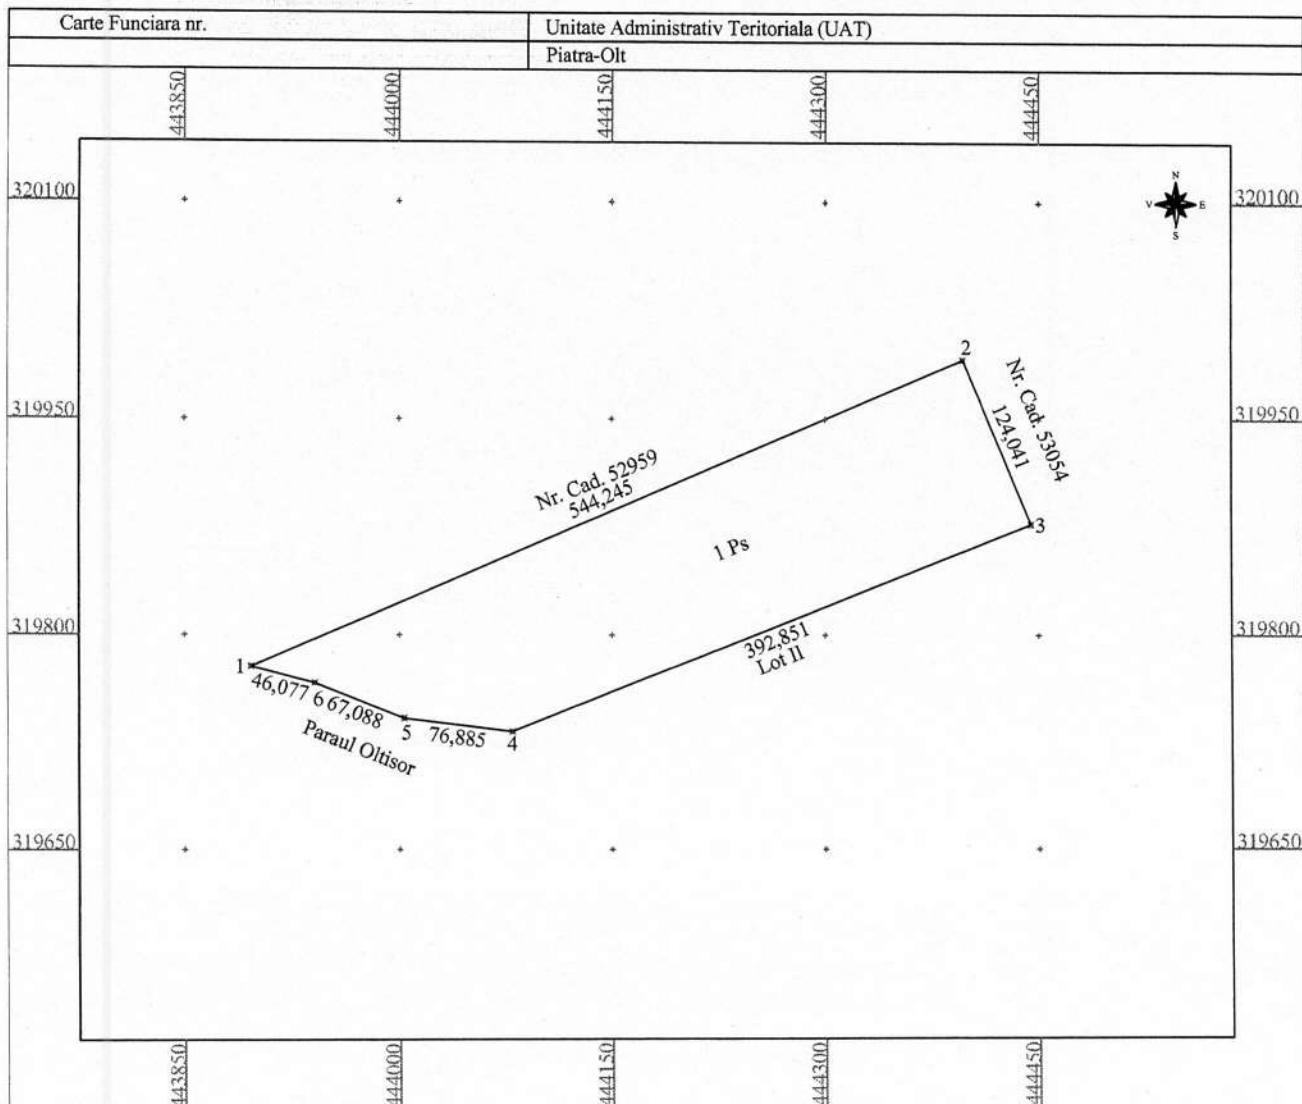 Carte Funciara nr.
Unitate Administrativ Teritoriala (UAT)
Piatra-Olt
443850
444000
444150
444300
444450
320100
320100
N
V
E
S
2
Nr. Cad. 53054
124,041
319950
319950
Nr. Cad. 52959
544,245
3
1 Ps
319800
319800
392,851
Lot II
1
46,077
6
67,088
5
76,885
4
Paraul Oltisor
319650
319650
443850
444000
444150
444300
444450